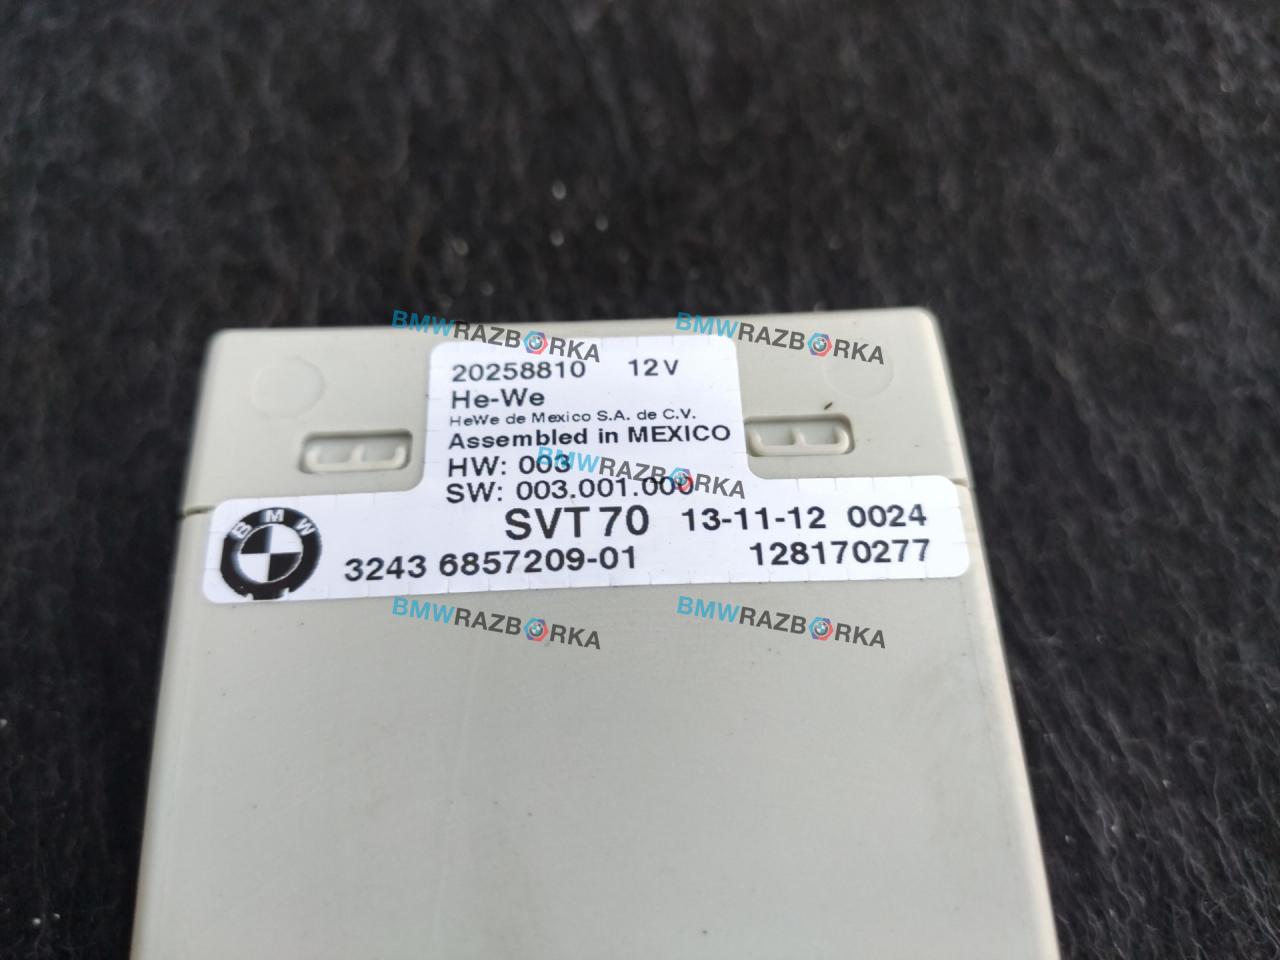 BMWRAZBORKA BMWRAZBORKA
20258810 12V
He-We
HeWe de Mexico S.A. de C.V.
Assembled in MEXICO
HW: 003
BMWRAZBORKA
SW: 003.001.000
SVT70 13-11-12 0024
BMW
3243 6857209-01 128170277
BMWRAZBORKA BMWRAZBORKA